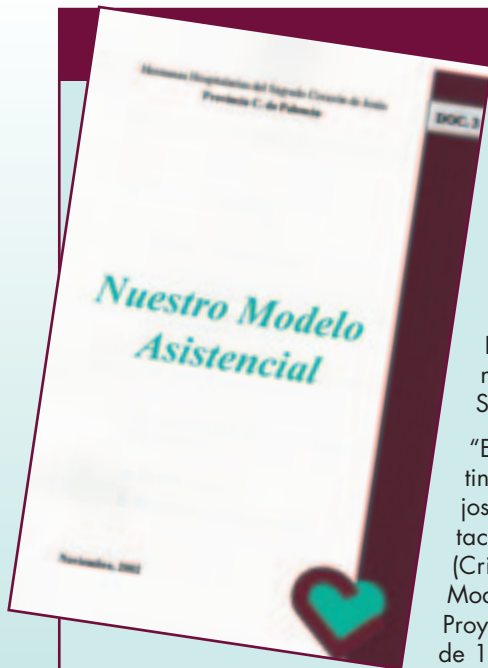 Hermanas Hospitalarias del Sagrado Corazón de Jesús
Provincia C. de Palencia
DOC. 3
Nuestro Modelo
Asistencial
Noviembre, 2002
S
"E
tin
jos
tac
(Cri
Mod
Proy
de 1